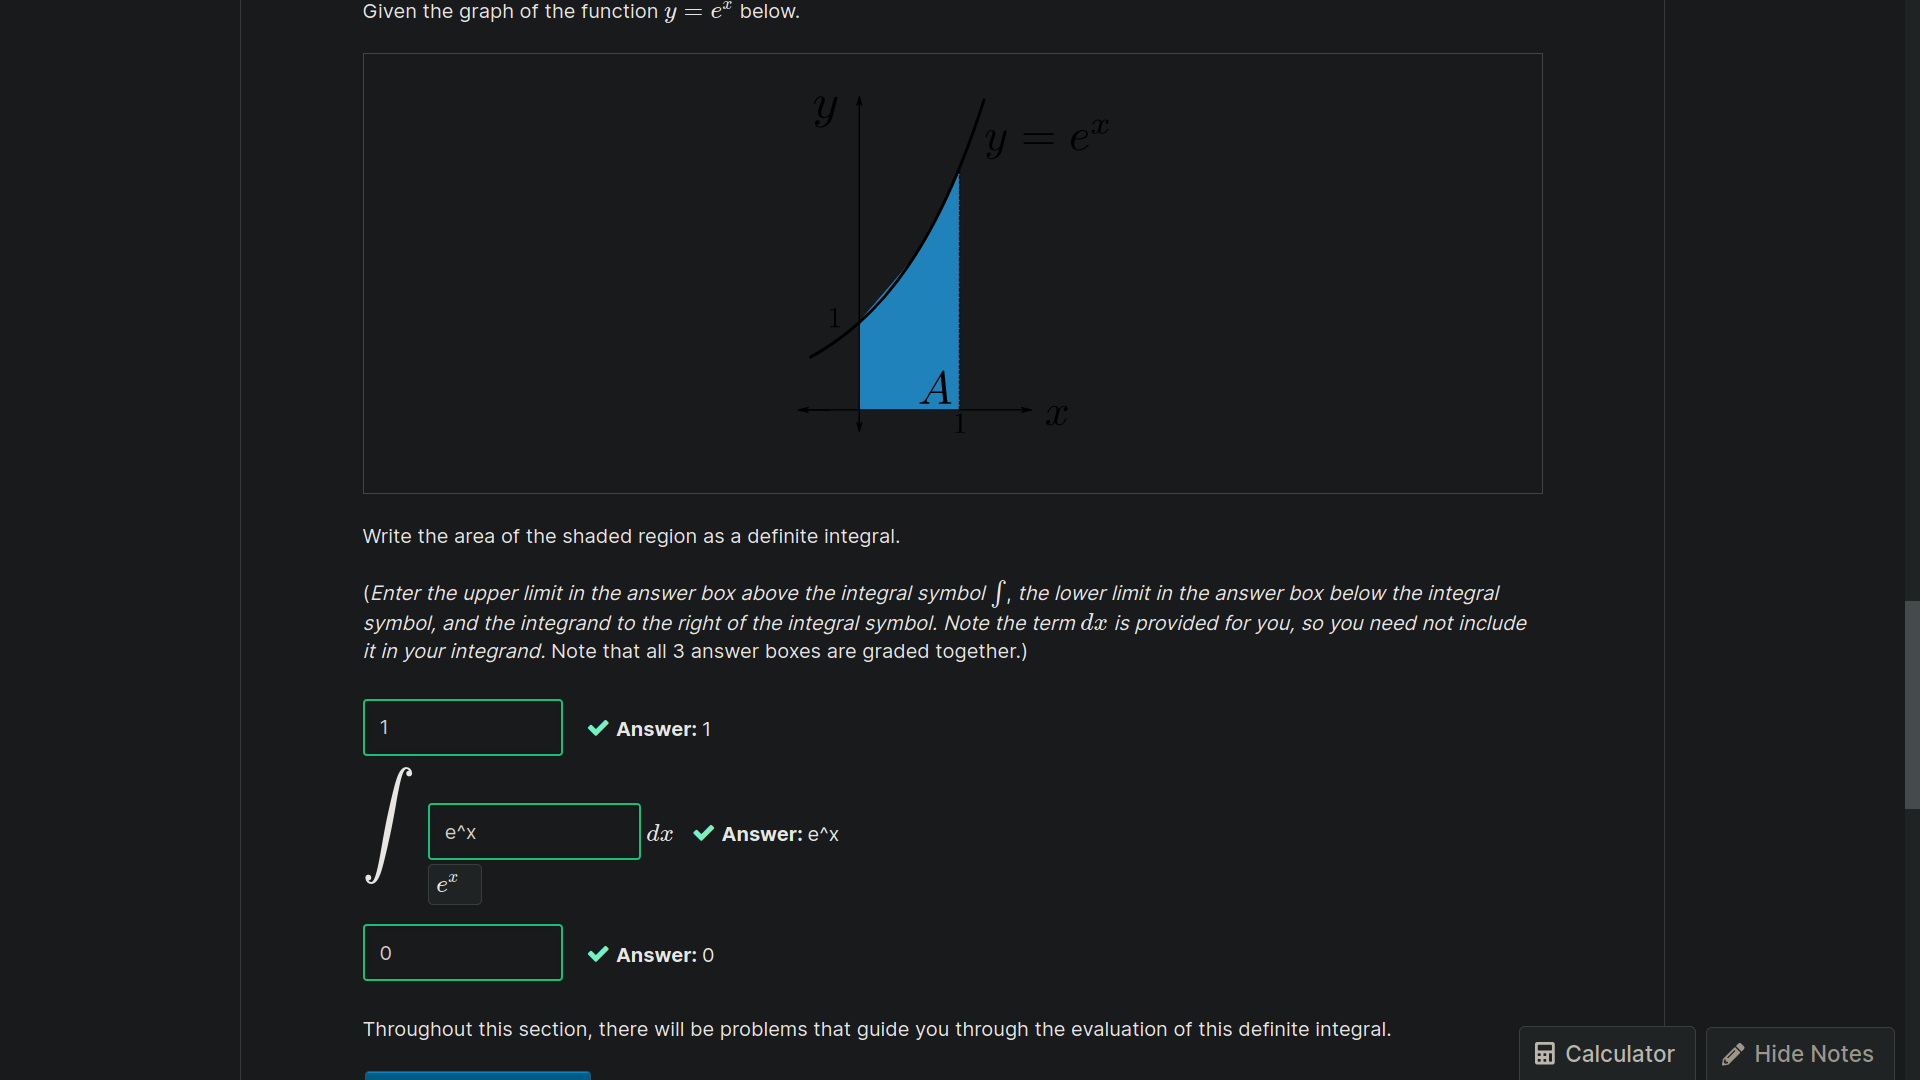 Given the graph of the function y = e^x below.
y
y = e^x
1
A
1
x
Write the area of the shaded region as a definite integral.
(Enter the upper limit in the answer box above the integral symbol ∫, the lower limit in the answer box below the integral
symbol, and the integrand to the right of the integral symbol. Note the term dx is provided for you, so you need not include
it in your integrand. Note that all 3 answer boxes are graded together.)
1 ✔ Answer: 1
∫ e^x dx ✔ Answer: e^x
e^x
0 ✔ Answer: 0
Throughout this section, there will be problems that guide you through the evaluation of this definite integral.
Calculator Hide Notes